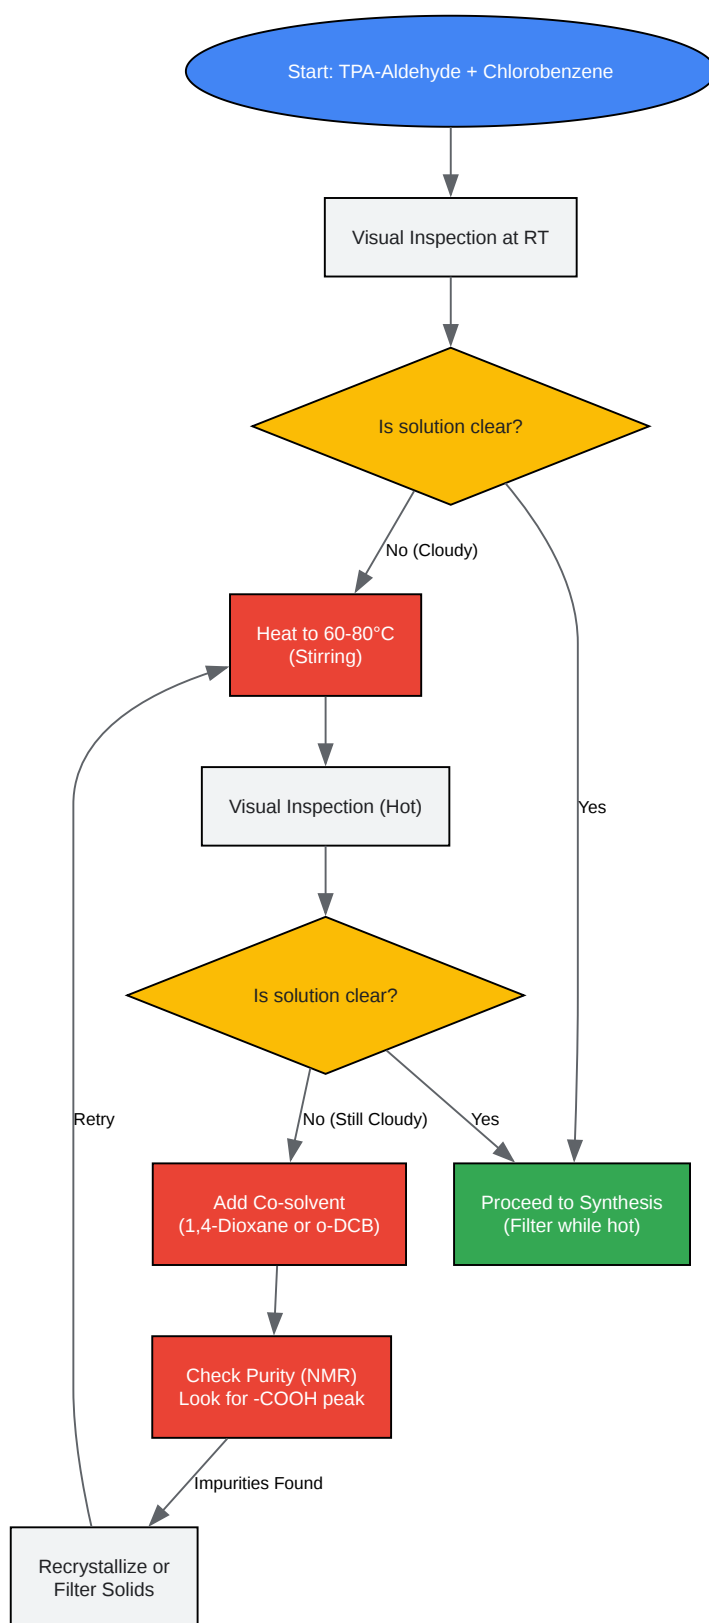 Start: TPA-Aldehyde + Chlorobenzene
Visual Inspection at RT
Is solution clear?
No (Cloudy)
Heat to 60-80°C
(Stirring)
Visual Inspection (Hot)
Yes
Is solution clear?
Retry
No (Still Cloudy)
Yes
Add Co-solvent
(1,4-Dioxane or o-DCB)
Proceed to Synthesis
(Filter while hot)
Check Purity (NMR)
Look for -COOH peak
Impurities Found
Recrystallize or
Filter Solids